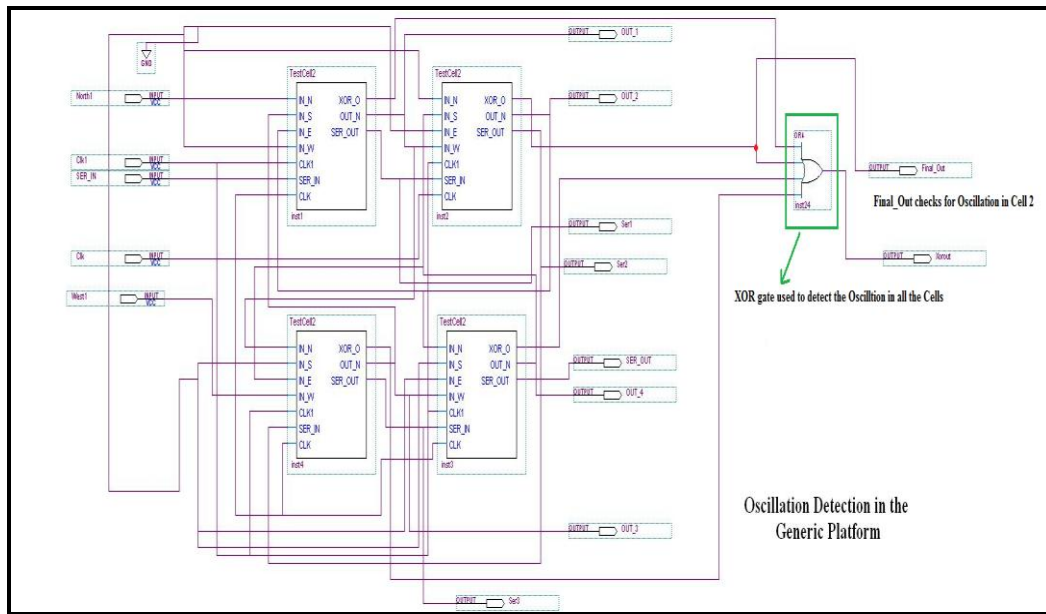 OUTPUT OUT_1
GND
TestCell2
TestCell2
North1 INPUT VCC
IN_N XOR_O
IN_S OUT_N
IN_E SER_OUT
IN_W
CLK1
SER_IN
CLK
inst1
IN_N XOR_O
IN_S OUT_N
IN_E SER_OUT
IN_W
CLK1
SER_IN
CLK
inst2
OUTPUT OUT_2
Clk1 INPUT VCC
SER_IN INPUT VCC
OR4
inst24
OUTPUT Final_Out
Final_Out checks for Oscillation in Cell 2
OUTPUT Ser1
Clk INPUT VCC
OUTPUT Ser2
OUTPUT Xorout
West1 INPUT VCC
XOR gate used to detect the Oscilltion in all the Cells
TestCell2
TestCell2
IN_N XOR_O
IN_S OUT_N
IN_E SER_OUT
IN_W
CLK1
SER_IN
CLK
inst4
IN_N XOR_O
IN_S OUT_N
IN_E SER_OUT
IN_W
CLK1
SER_IN
CLK
inst3
OUTPUT SER_OUT
OUTPUT OUT_4
Oscillation Detection in the
Generic Platform
OUTPUT OUT_3
OUTPUT Ser3